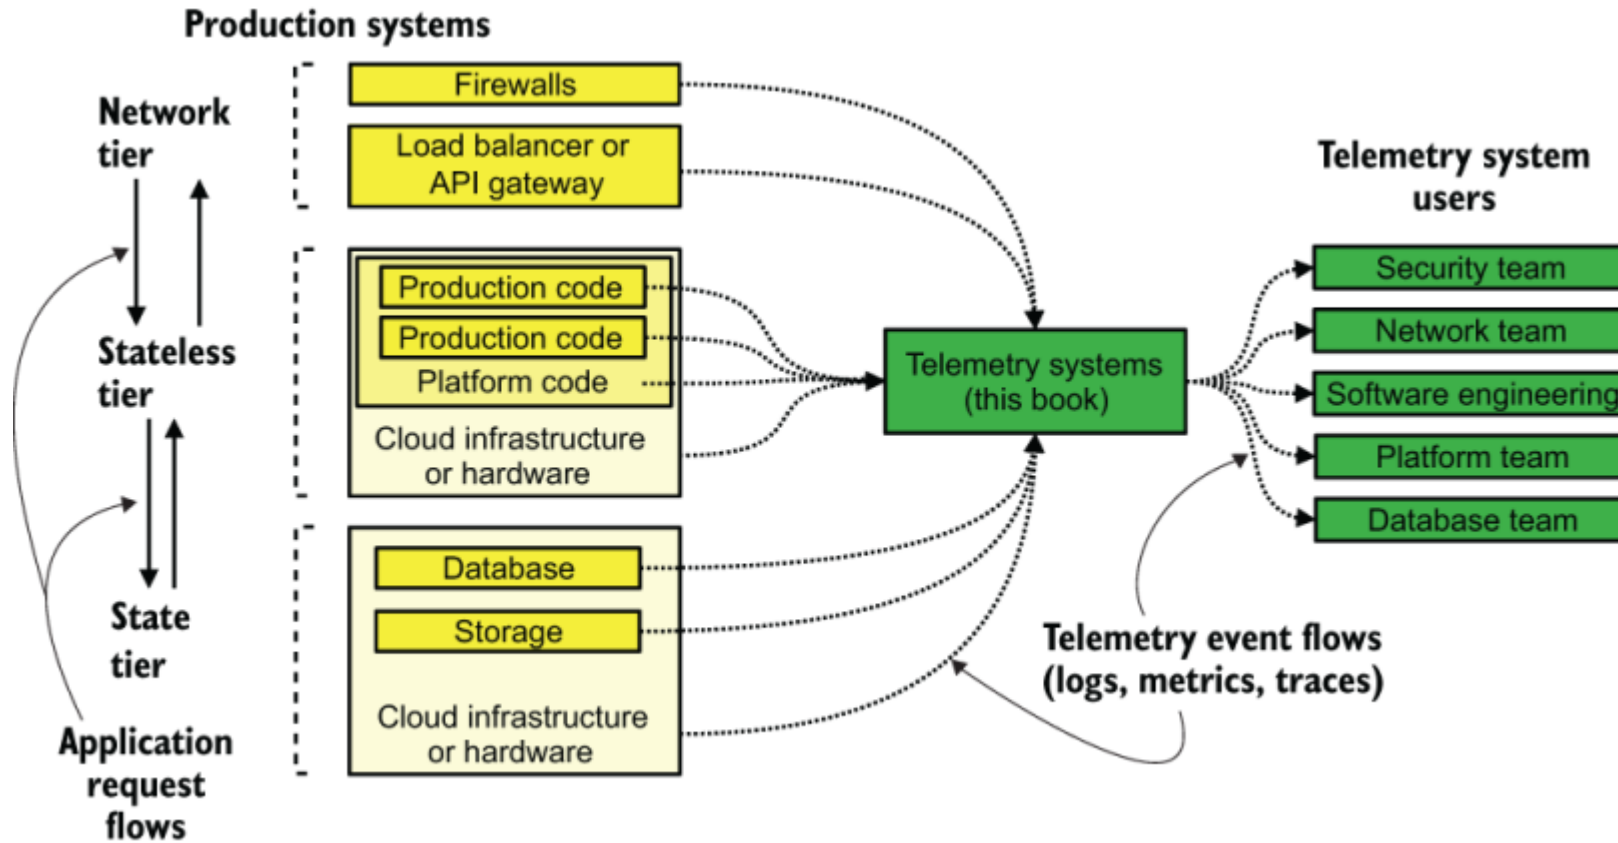 Production systems
Network
tier
Stateless
tier
State
tier
Application
request
flows
Firewalls
Load balancer or
API gateway
Production code
Production code
Platform code
Cloud infrastructure
or hardware
Database
Storage
Cloud infrastructure
or hardware
Telemetry systems
(this book)
Telemetry event flows
(logs, metrics, traces)
Telemetry system
users
Security team
Network team
Software engineering
Platform team
Database team